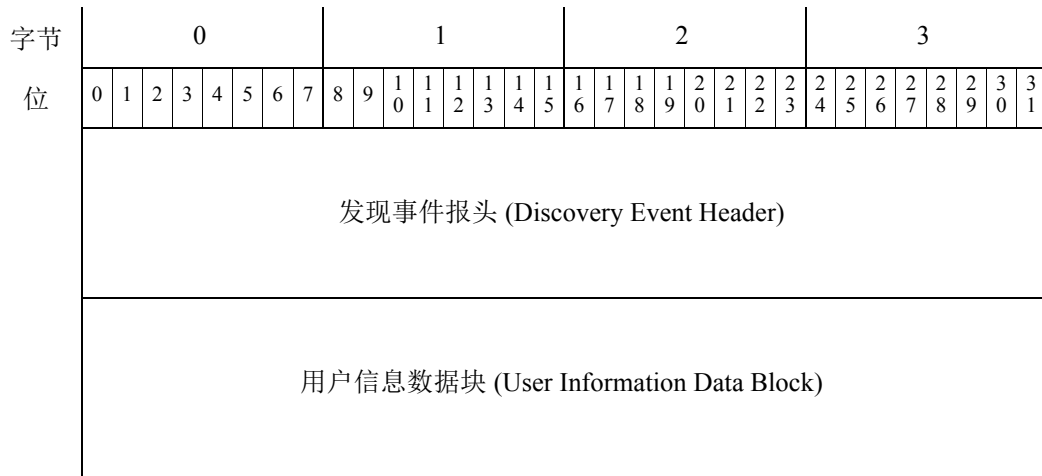 字节 0 1 2 3
位 0 1 2 3 4 5 6 7 8 9 10 11 12 13 14 15 16 17 18 19 20 21 22 23 24 25 26 27 28 29 30 31
发现事件报头 (Discovery Event Header)
用户信息数据块 (User Information Data Block)